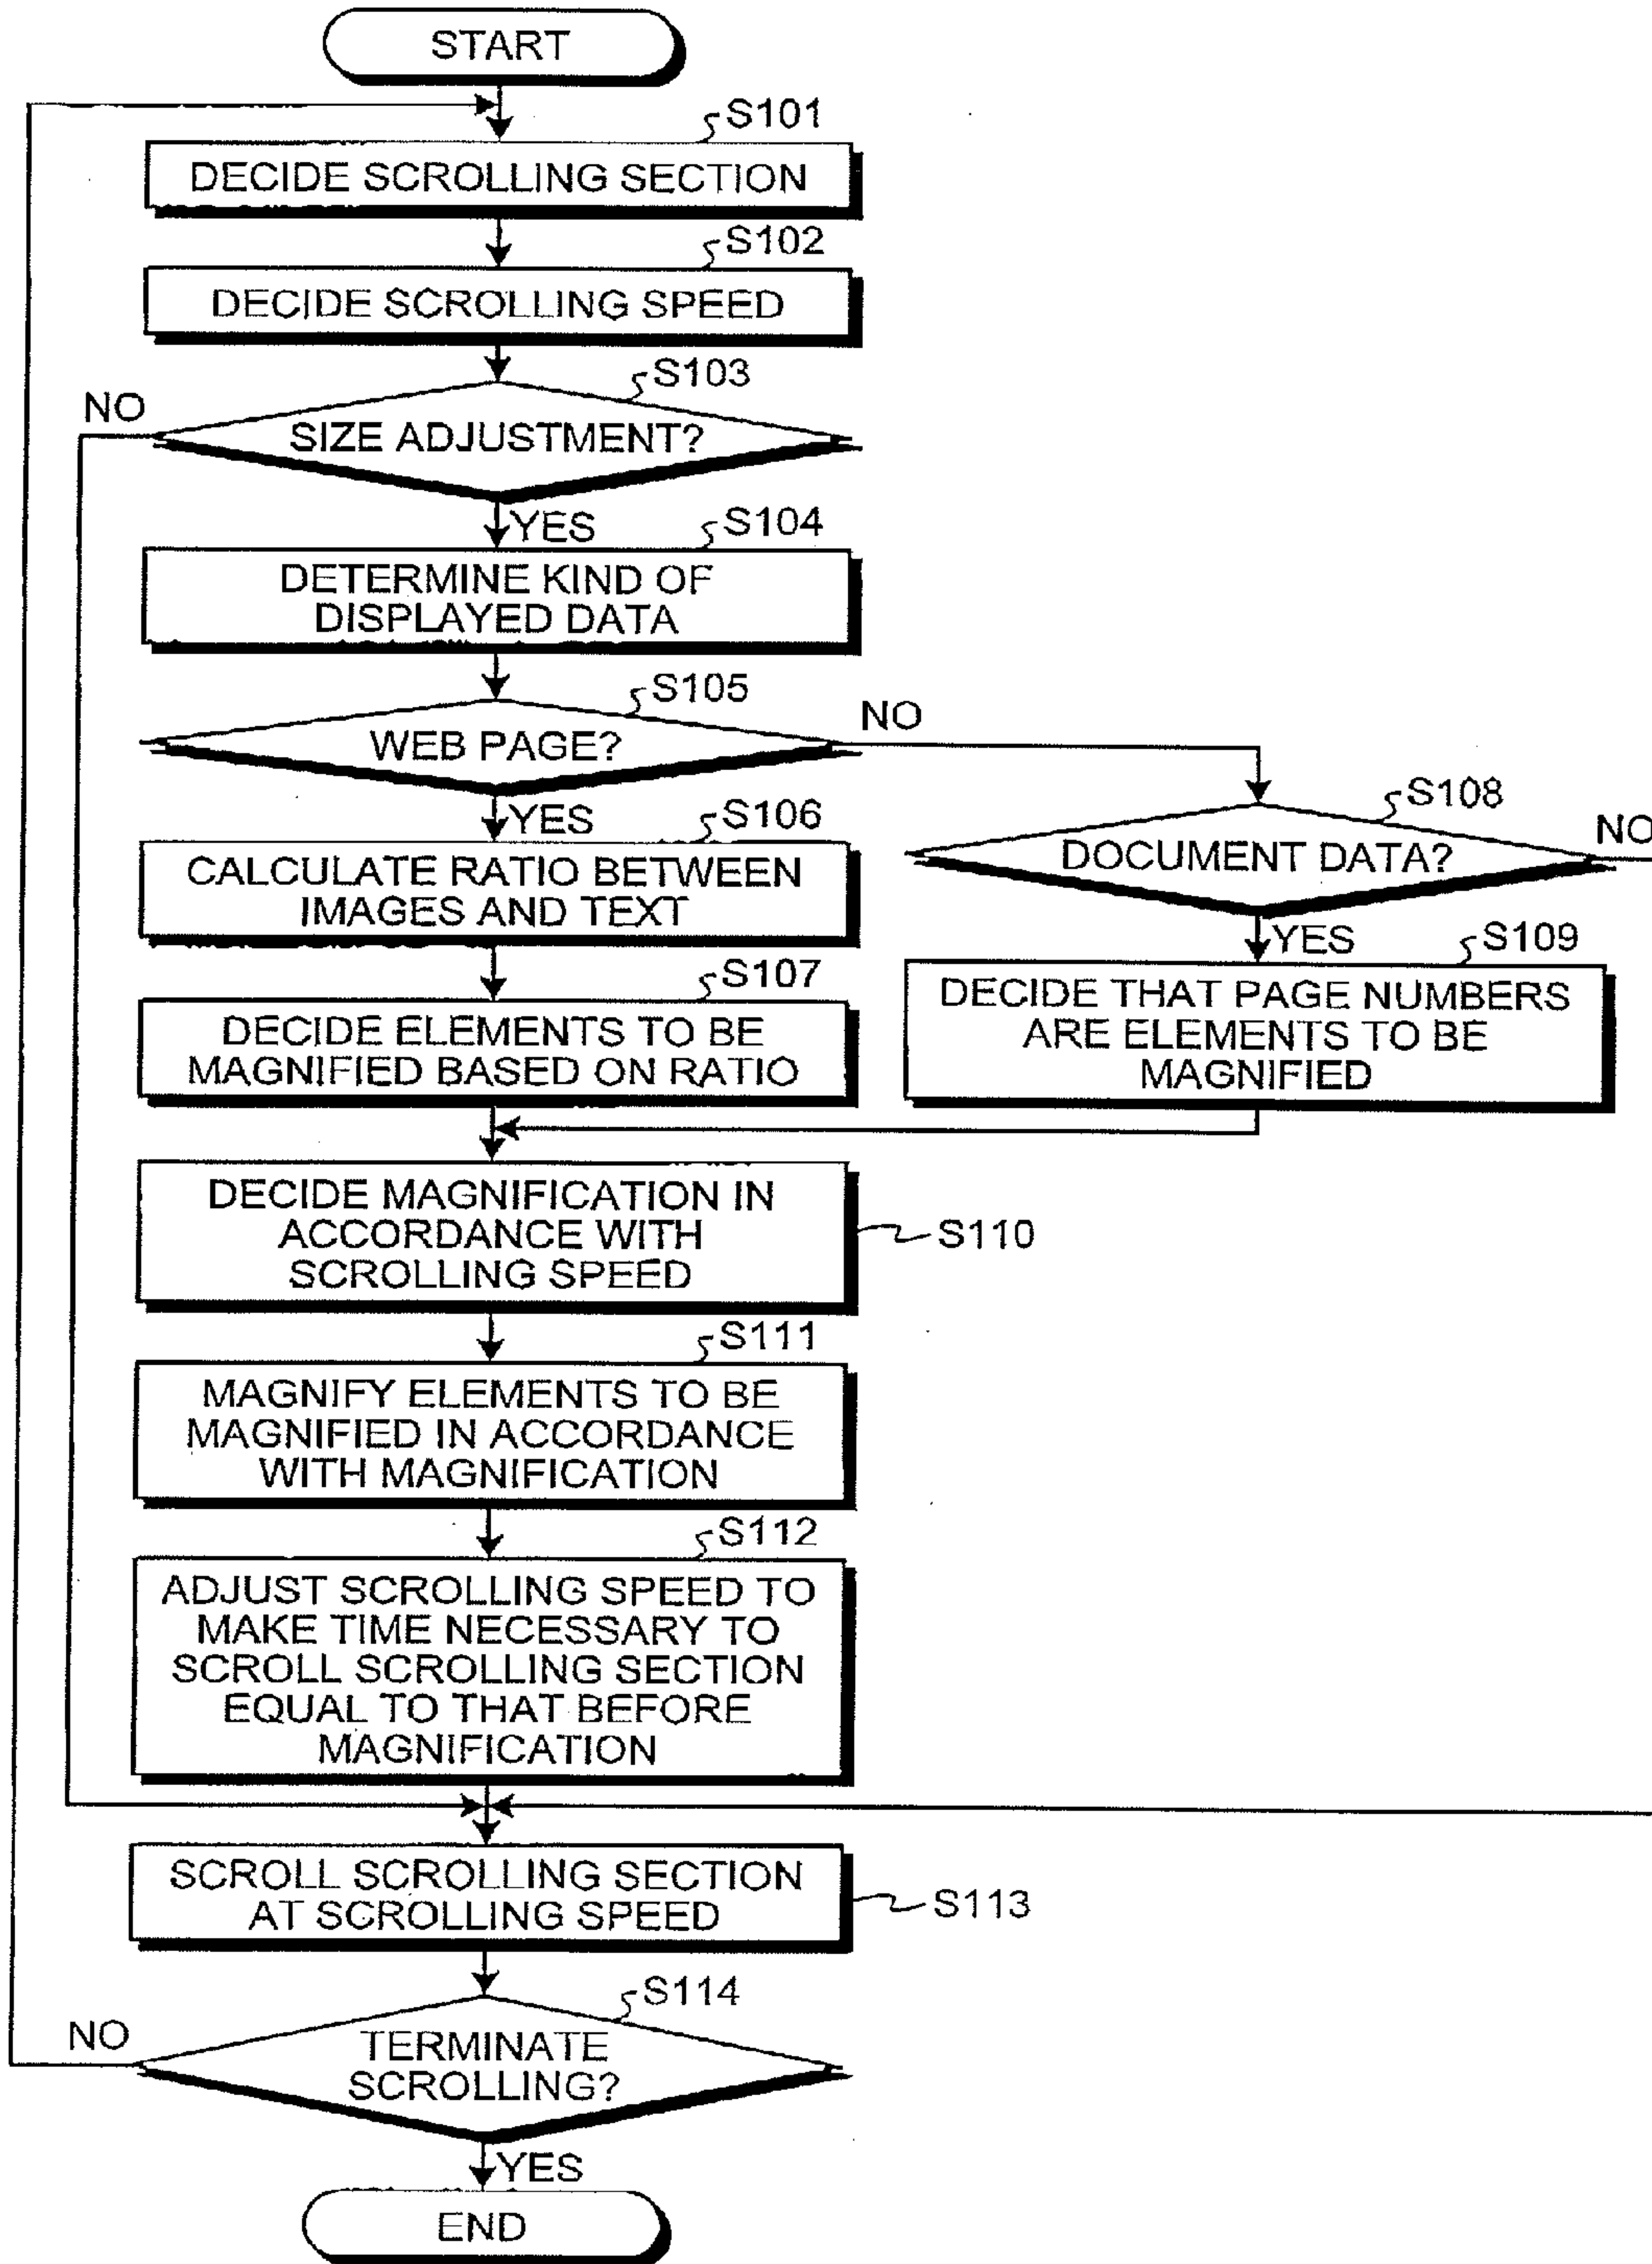 START
S101
DECIDE SCROLLING SECTION
S102
DECIDE SCROLLING SPEED
S103
NO
SIZE ADJUSTMENT?
YES
S104
DETERMINE KIND OF
DISPLAYED DATA
S105
WEB PAGE?
NO
YES
S106
CALCULATE RATIO BETWEEN
IMAGES AND TEXT
S107
DECIDE ELEMENTS TO BE
MAGNIFIED BASED ON RATIO
S108
DOCUMENT DATA?
NO
YES
S109
DECIDE THAT PAGE NUMBERS
ARE ELEMENTS TO BE
MAGNIFIED
DECIDE MAGNIFICATION IN
ACCORDANCE WITH
SCROLLING SPEED
S110
S111
MAGNIFY ELEMENTS TO BE
MAGNIFIED IN ACCORDANCE
WITH MAGNIFICATION
S112
ADJUST SCROLLING SPEED TO
MAKE TIME NECESSARY TO
SCROLL SCROLLING SECTION
EQUAL TO THAT BEFORE
MAGNIFICATION
SCROLL SCROLLING SECTION
AT SCROLLING SPEED
S113
S114
NO
TERMINATE
SCROLLING?
YES
END